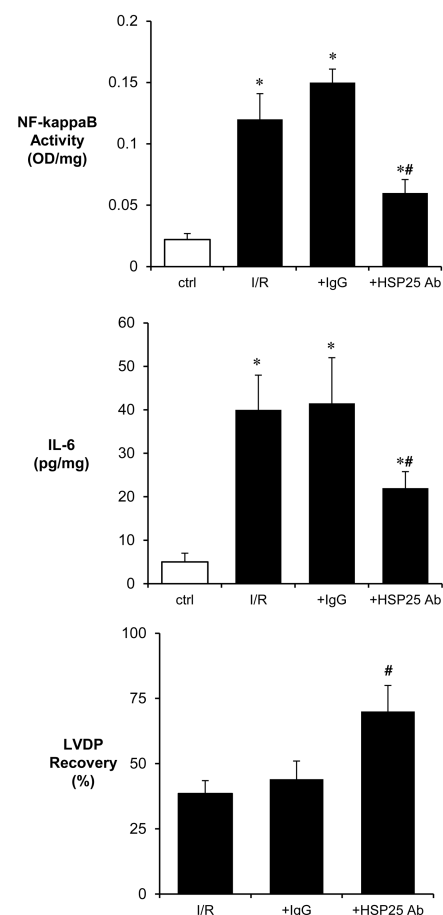 0.2
0.15
0.1
0.05
0
NF-kappaB
Activity
(OD/mg)
*
*
*#
ctrl I/R +IgG +HSP25 Ab
60
50
40
30
20
10
0
IL-6
(pg/mg)
*
*
*#
ctrl I/R +IgG +HSP25 Ab
100
75
50
25
0
LVDP
Recovery
(%)
#
I/R +IgG +HSP25 Ab